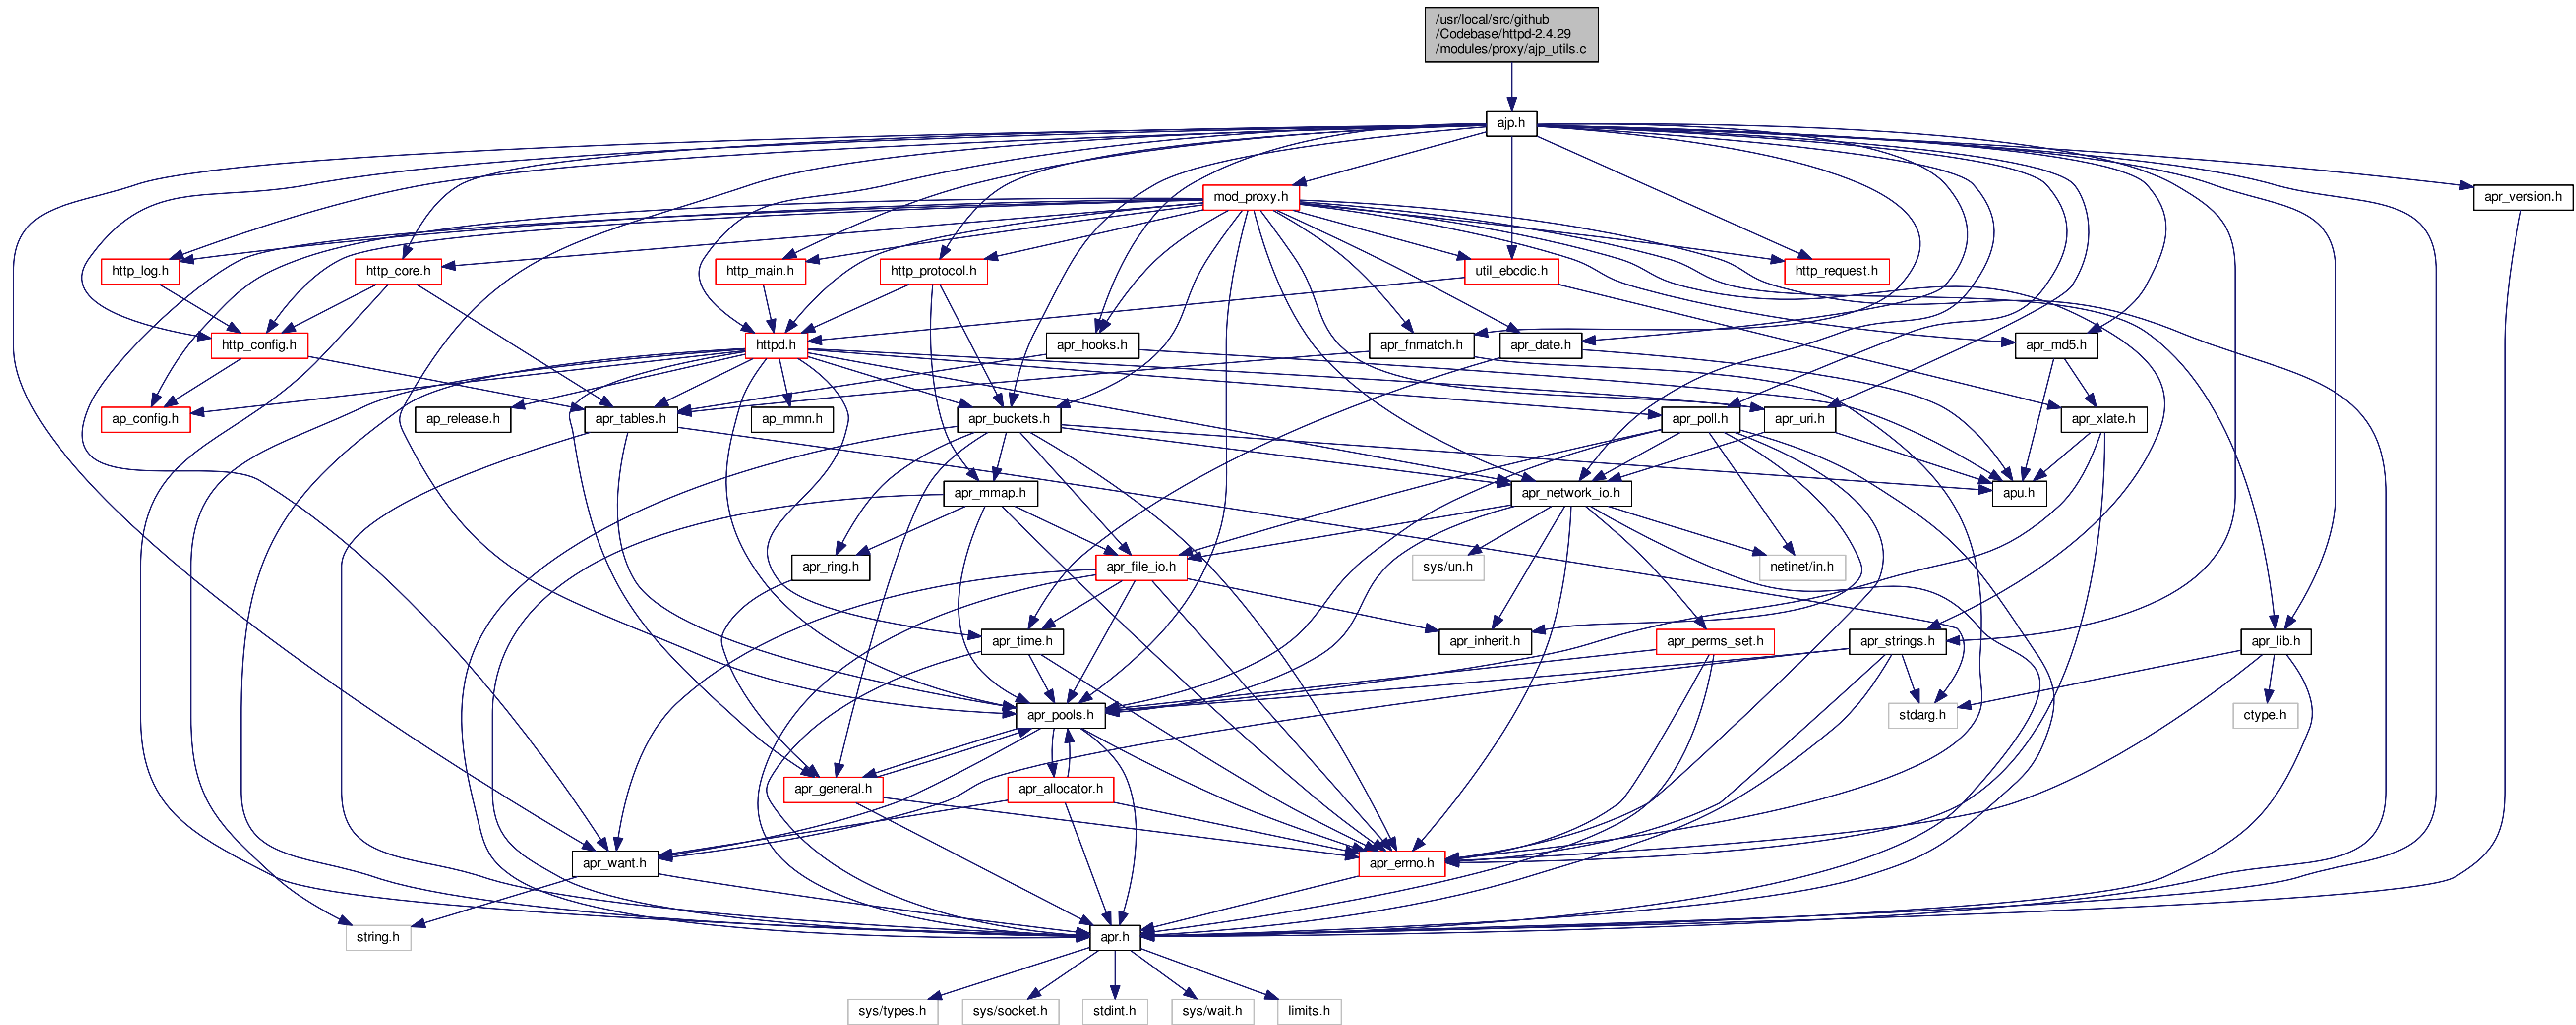 /usr/local/src/github
/Codebase/httpd-2.4.29
/modules/proxy/ajp_utils.c
ajp.h
mod_proxy.h
apr_version.h
http_log.h
http_core.h
http_main.h
http_protocol.h
util_ebcdic.h
http_request.h
http_config.h
httpd.h
apr_hooks.h
apr_fnmatch.h
apr_date.h
apr_md5.h
ap_config.h
ap_release.h
apr_tables.h
ap_mmn.h
apr_buckets.h
apr_poll.h
apr_uri.h
apr_xlate.h
apr_mmap.h
apr_network_io.h
apu.h
apr_ring.h
apr_file_io.h
sys/un.h
netinet/in.h
apr_time.h
apr_inherit.h
apr_perms_set.h
apr_strings.h
apr_lib.h
apr_pools.h
stdarg.h
ctype.h
apr_general.h
apr_allocator.h
apr_want.h
apr_errno.h
string.h
apr.h
sys/types.h
sys/socket.h
stdint.h
sys/wait.h
limits.h